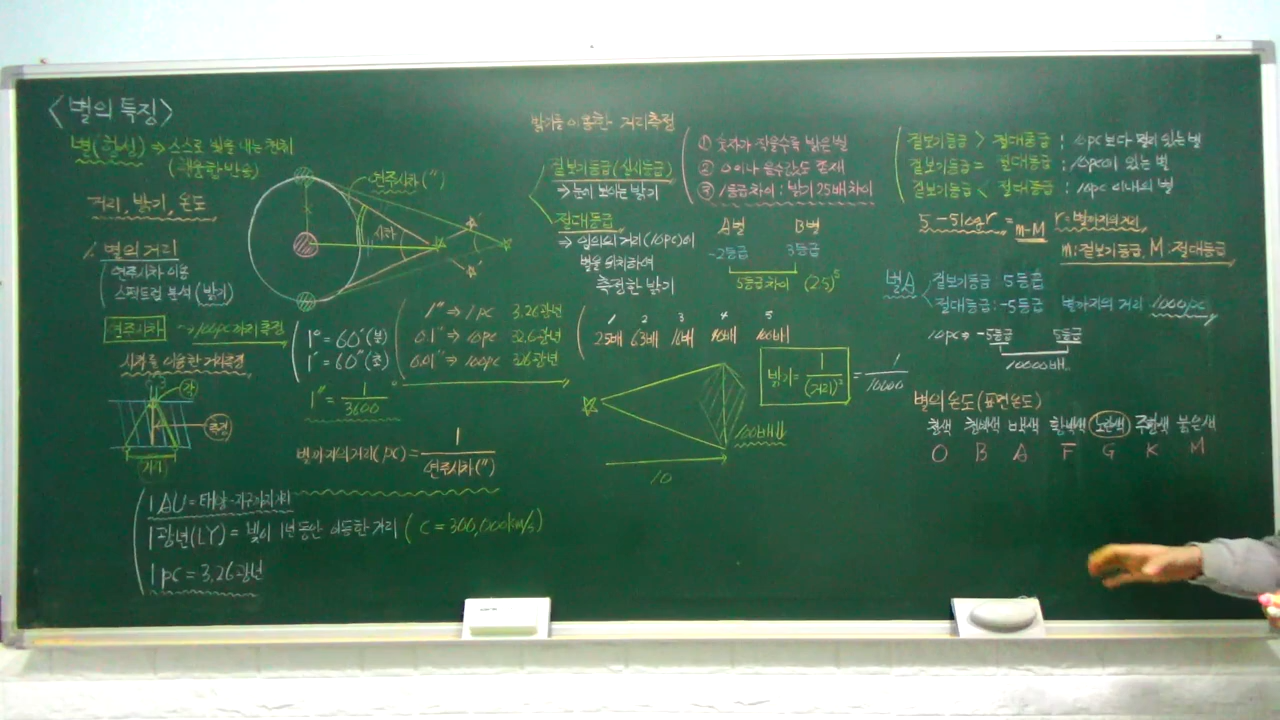 <별의 특징>
별(항성) ⇒ 스스로 빛을 내는 천체
(핵융합 반응)
거리, 밝기, 온도
1. 별의 거리
연주시차 이용
스펙트럼 분석 (밝기)
연주시차 → 100pc까지 측정
시차를 이용한 거리측정
거리
연주시차(")
시차
1° = 60' (분)
1' = 60" (초)
1" = 1/3600°
1" ⇒ 1pc 3.26광년
0.1" ⇒ 10pc 32.6광년
0.01" ⇒ 100pc 326광년
별까지의 거리(pc) = 1/연주시차(")
1AU = 태양-지구까지 거리
1광년(LY) = 빛이 1년 동안 이동한 거리 (C = 300,000km/s)
1pc = 3.26광년
밝기를 이용한 거리측정
겉보기등급(실시등급)
⇒ 눈에 보이는 밝기
절대등급
⇒ 임의의 거리(10pc)에
별을 위치하여
측정한 밝기
① 숫자가 작을수록 밝은 별
② 0이나 음수값도 존재
③ 1등급차이 : 밝기 2.5배 차이
A별 B별
-2등급 3등급
5등급차이 (2.5)⁵
1 2 3 4 5
2.5배 6.3배 16배 40배 100배
밝기 = 1/(거리)² = 1/10000
100배
10
겉보기등급 > 절대등급 : 10pc보다 멀리 있는 별
겉보기등급 = 절대등급 : 10pc에 있는 별
겉보기등급 < 절대등급 : 10pc 이내의 별
5-5logr = m-M r = 별까지의 거리
m : 겉보기등급, M : 절대등급
별A 겉보기등급 5등급
절대등급 : -5등급 별까지의 거리 1000pc
10pc ⇒ -5등급 5등급
10000배
별의 온도(표면온도)
청색 청백색 백색 황백색 노란색 주황색 붉은색
O B A F G K M